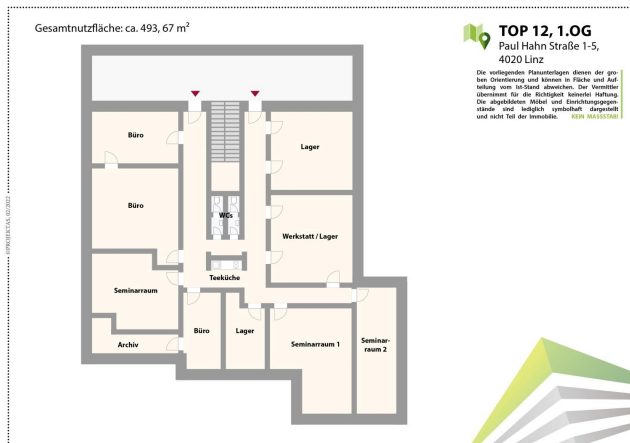 Gesamtnutzfläche: ca. 493, 67 m²
TOP 12, 1.OG
Paul Hahn Straße 1-5,
4020 Linz
Die vorliegenden Planunterlagen dienen der gro-
ben Orientierung und können in Fläche und Auf-
teilung vom Ist-Stand abweichen. Der Vermittler
übernimmt für die Richtigkeit keinerlei Haftung.
Die abgebildeten Möbel und Einrichtungsgegen-
stände sind lediglich symbolhaft dargestellt
und nicht Teil der Immobilie. KEIN MASSSTAB!
Büro
Lager
Büro
WCs
Werkstatt / Lager
Teeküche
Seminarraum
Büro
Lager
Seminarraum 1
Seminar-
raum 2
Archiv
©PROJEKTAS, 02/2022